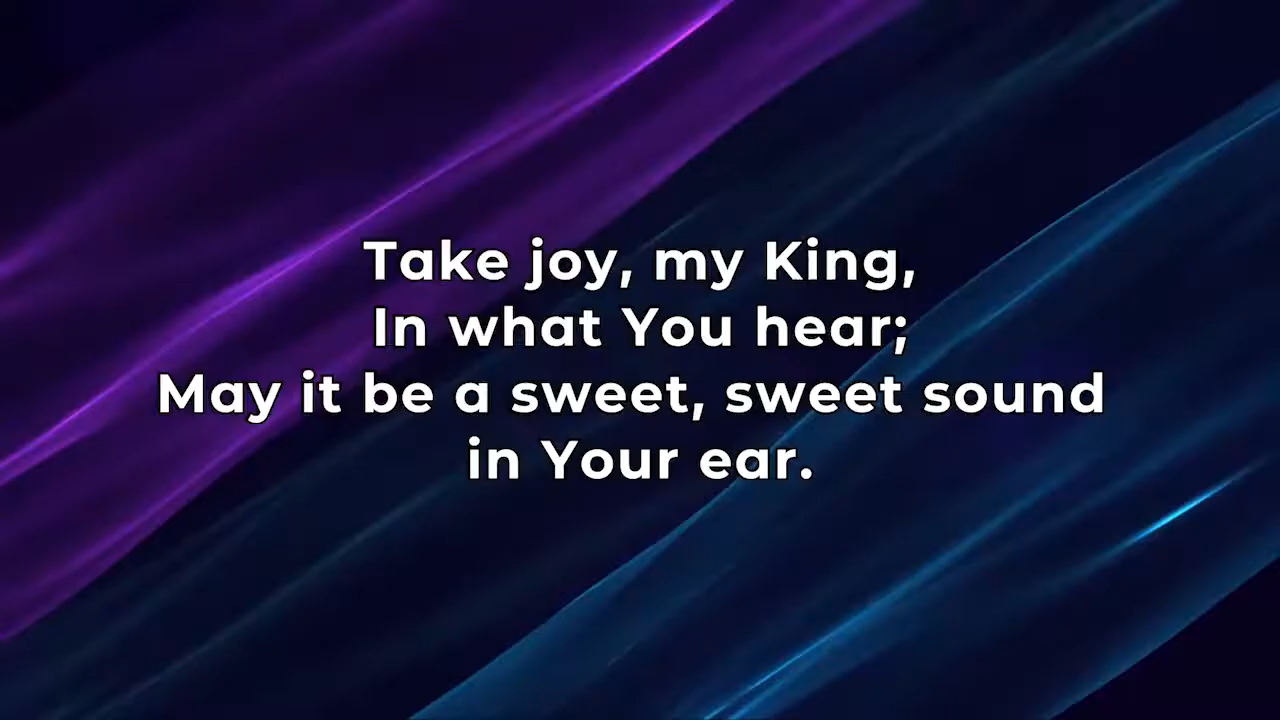 Take joy, my King,
In what You hear;
May it be a sweet, sweet sound
in Your ear.